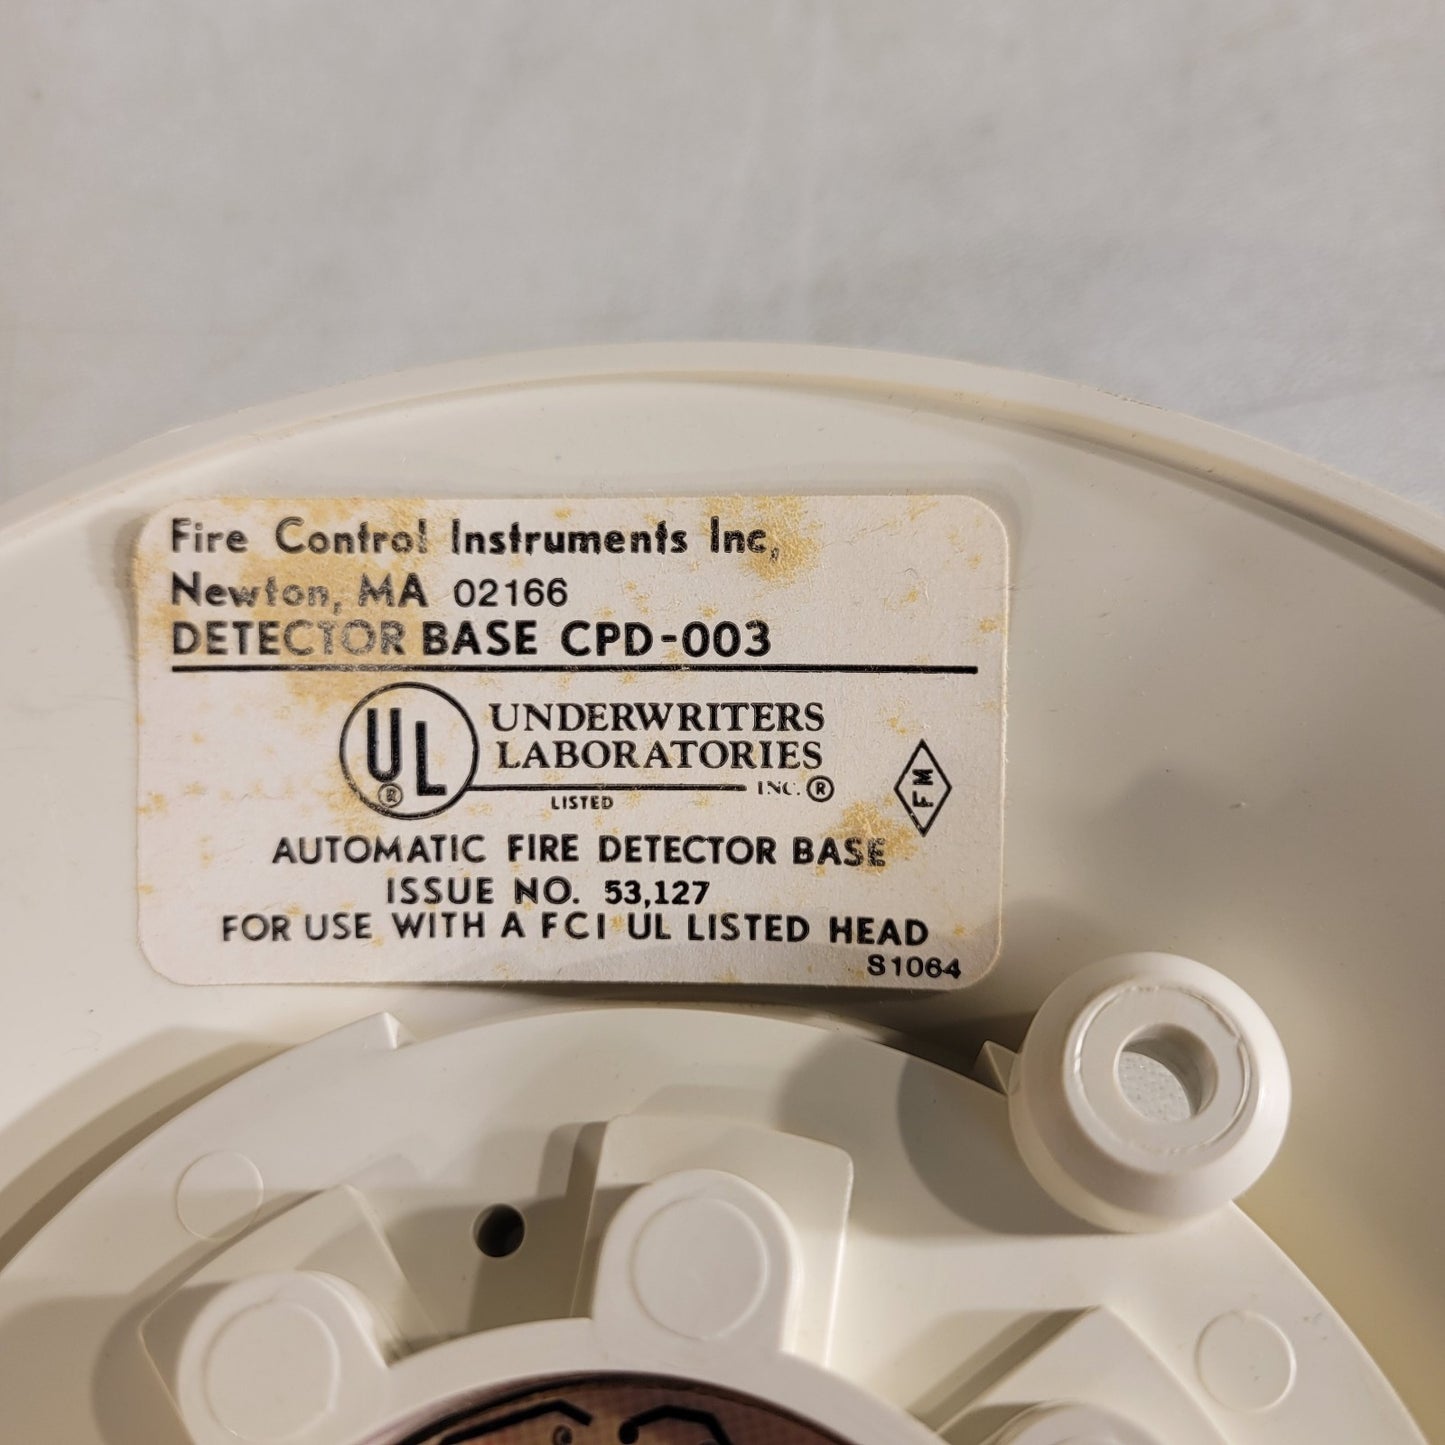 Fire Control Instruments Inc,
Newton, MA 02166
DETECTOR BASE CPD-003
UL ® UNDERWRITERS
LABORATORIES
INC. ®
LISTED
FM
AUTOMATIC FIRE DETECTOR BASE
ISSUE NO. 53,127
FOR USE WITH A FCI UL LISTED HEAD
S1064